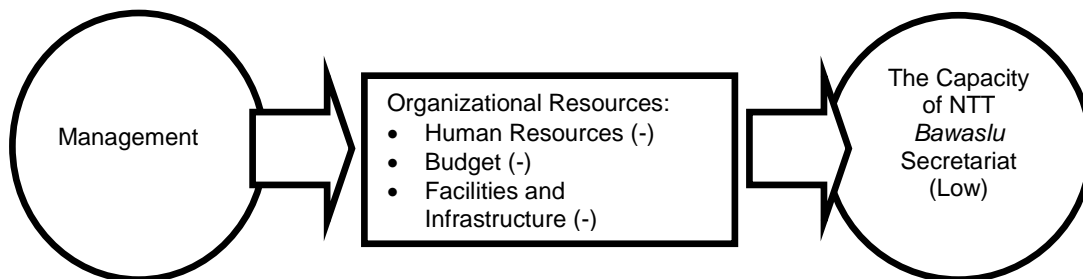 Management
Organizational Resources:
• Human Resources (-)
• Budget (-)
• Facilities and
Infrastructure (-)
The Capacity
of NTT
Bawaslu
Secretariat
(Low)